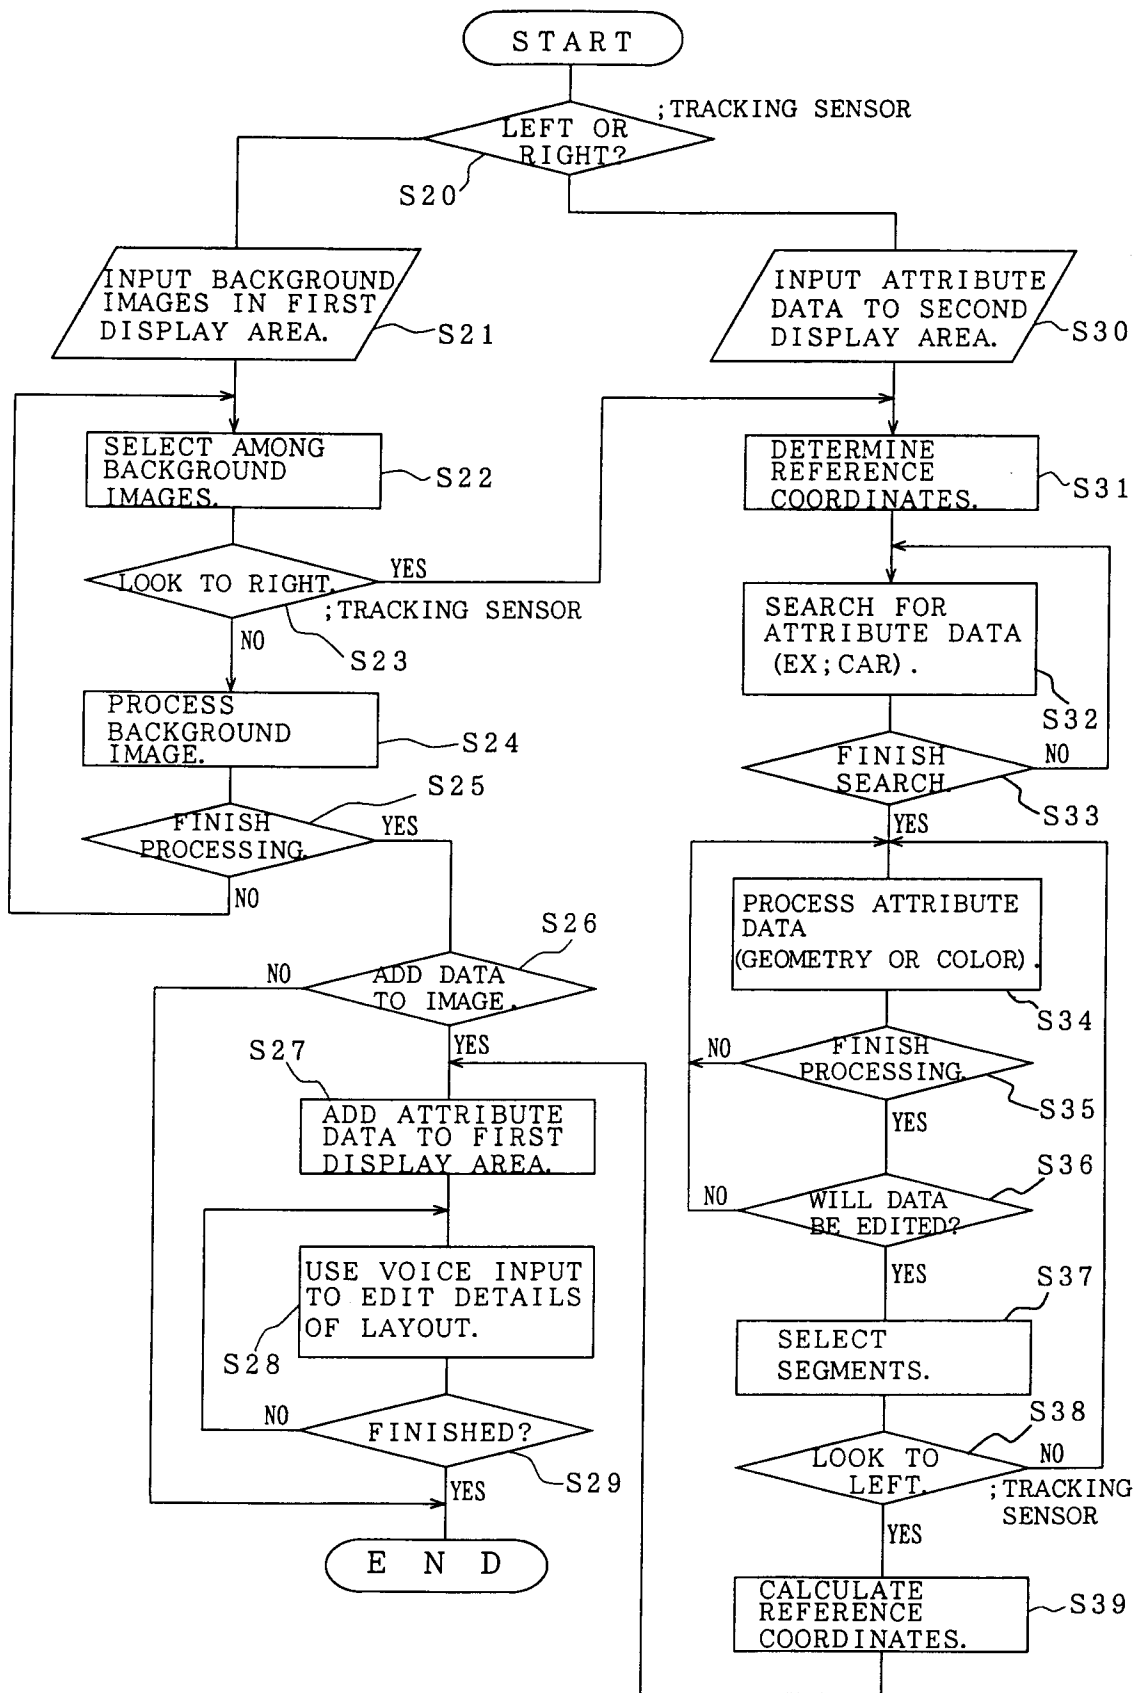 START
;TRACKING SENSOR
LEFT OR
RIGHT?
S20
INPUT BACKGROUND
IMAGES IN FIRST
DISPLAY AREA.
S21
INPUT ATTRIBUTE
DATA TO SECOND
DISPLAY AREA.
S30
SELECT AMONG
BACKGROUND
IMAGES.
S22
DETERMINE
REFERENCE
COORDINATES.
S31
LOOK TO RIGHT.
YES
;TRACKING SENSOR
NO
S23
SEARCH FOR
ATTRIBUTE DATA
(EX;CAR).
S32
PROCESS
BACKGROUND
IMAGE.
S24
FINISH
SEARCH.
NO
S33
YES
S25
FINISH
PROCESSING.
YES
NO
PROCESS ATTRIBUTE
DATA
(GEOMETRY OR COLOR).
S34
S26
NO
ADD DATA
TO IMAGE.
YES
S27
NO
FINISH
PROCESSING.
S35
YES
ADD ATTRIBUTE
DATA TO FIRST
DISPLAY AREA.
S36
NO
WILL DATA
BE EDITED?
YES
USE VOICE INPUT
TO EDIT DETAILS
OF LAYOUT.
S28
S37
SELECT
SEGMENTS.
NO
FINISHED?
S29
YES
S38
LOOK TO
LEFT.
NO
;TRACKING
SENSOR
YES
END
CALCULATE
REFERENCE
COORDINATES.
S39